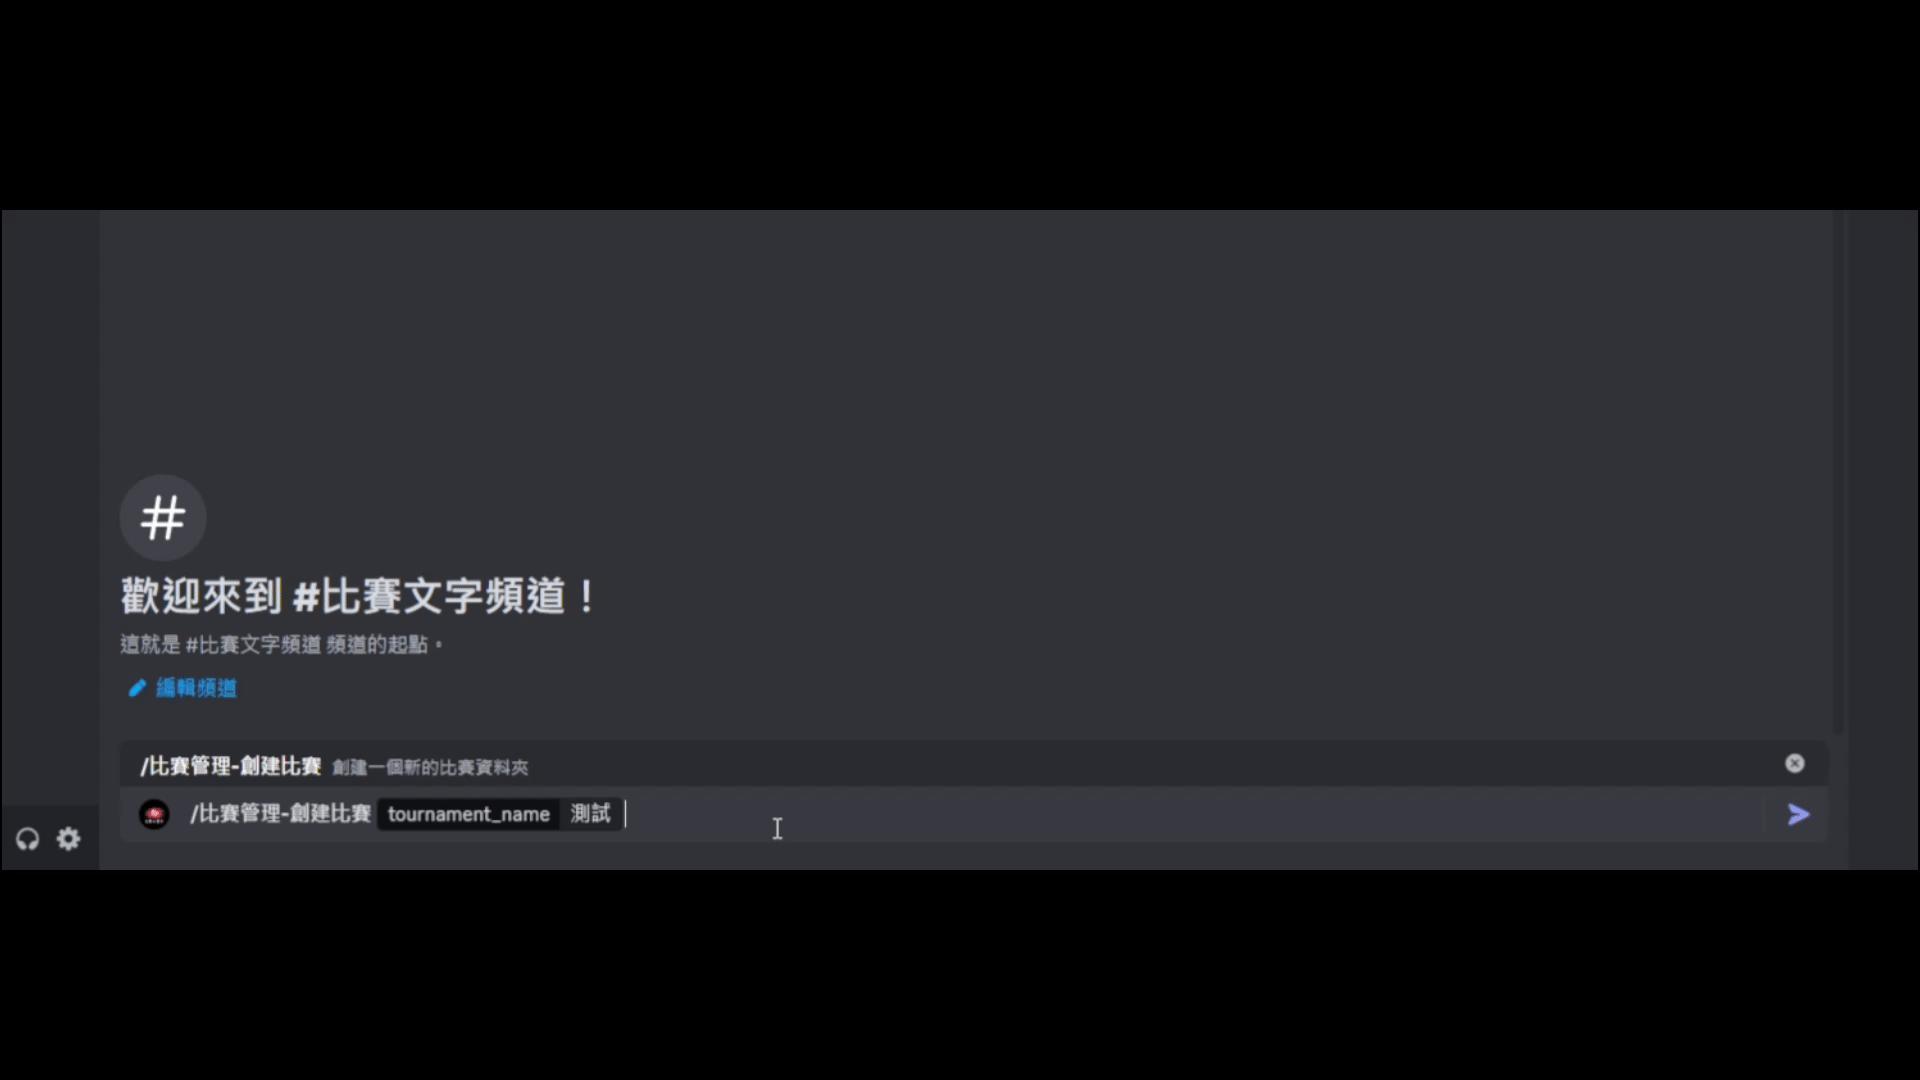 歡迎來到 #比賽文字頻道！
這就是 #比賽文字頻道 頻道的起點。
編輯頻道
/比賽管理-創建比賽 創建一個新的比賽資料夾
/比賽管理-創建比賽 tournament_name 測試